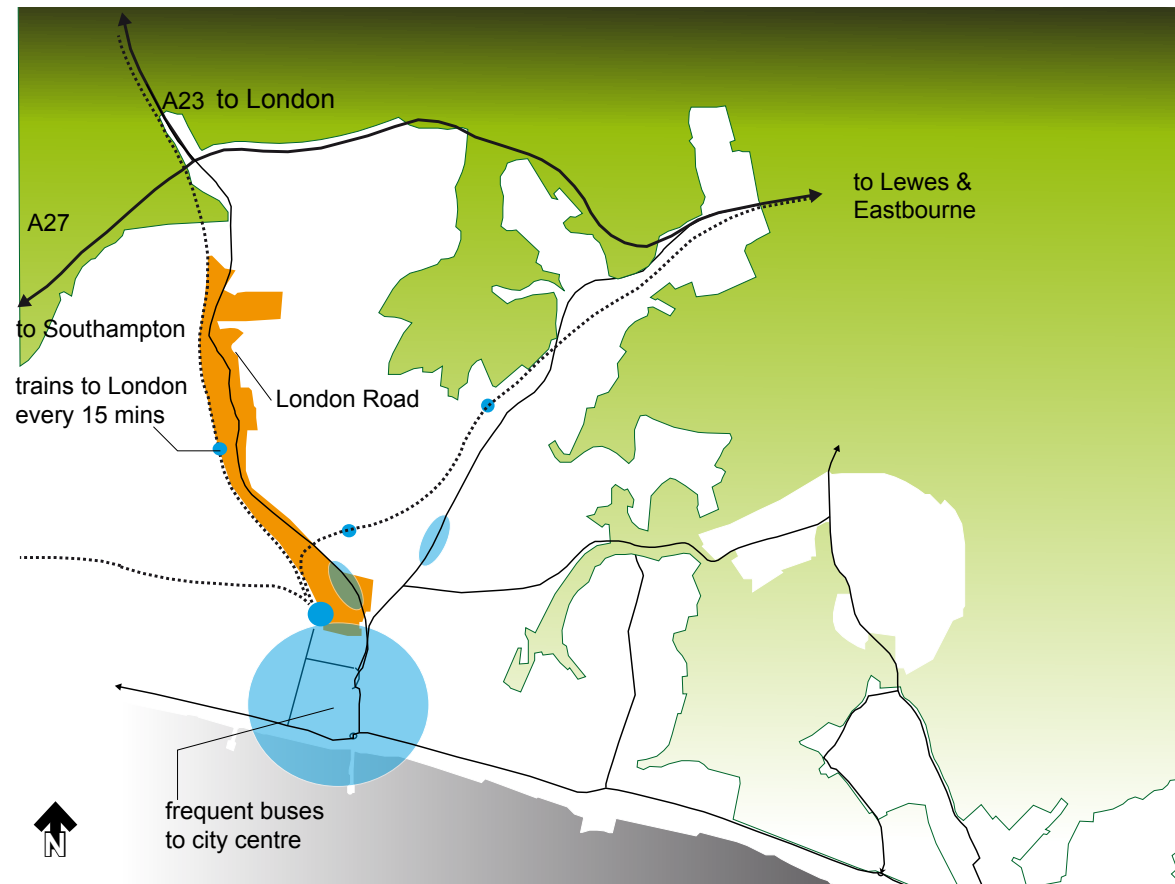 A23 to London
to Lewes &
Eastbourne
A27
to Southampton
trains to London
every 15 mins
London Road
frequent buses
to city centre
N